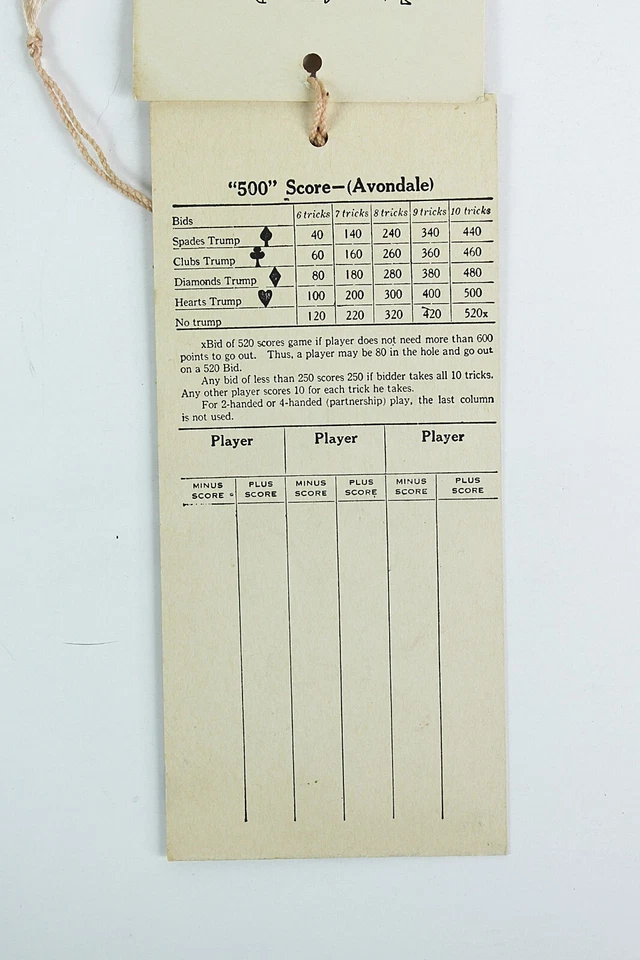 "500" Score—(Avondale)
Bids 6 tricks 7 tricks 8 tricks 9 tricks 10 tricks
Spades Trump 40 140 240 340 440
Clubs Trump 60 160 260 360 460
Diamonds Trump 80 180 280 380 480
Hearts Trump 100 200 300 400 500
No trump 120 220 320 420 520x
xBid of 520 scores game if player does not need more than 600
points to go out. Thus, a player may be 80 in the hole and go out
on a 520 Bid.
Any bid of less than 250 scores 250 if bidder takes all 10 tricks.
Any other player scores 10 for each trick he takes.
For 2-handed or 4-handed (partnership) play, the last column
is not used.
Player Player Player
MINUS SCORE PLUS SCORE MINUS SCORE PLUS SCORE MINUS SCORE PLUS SCORE